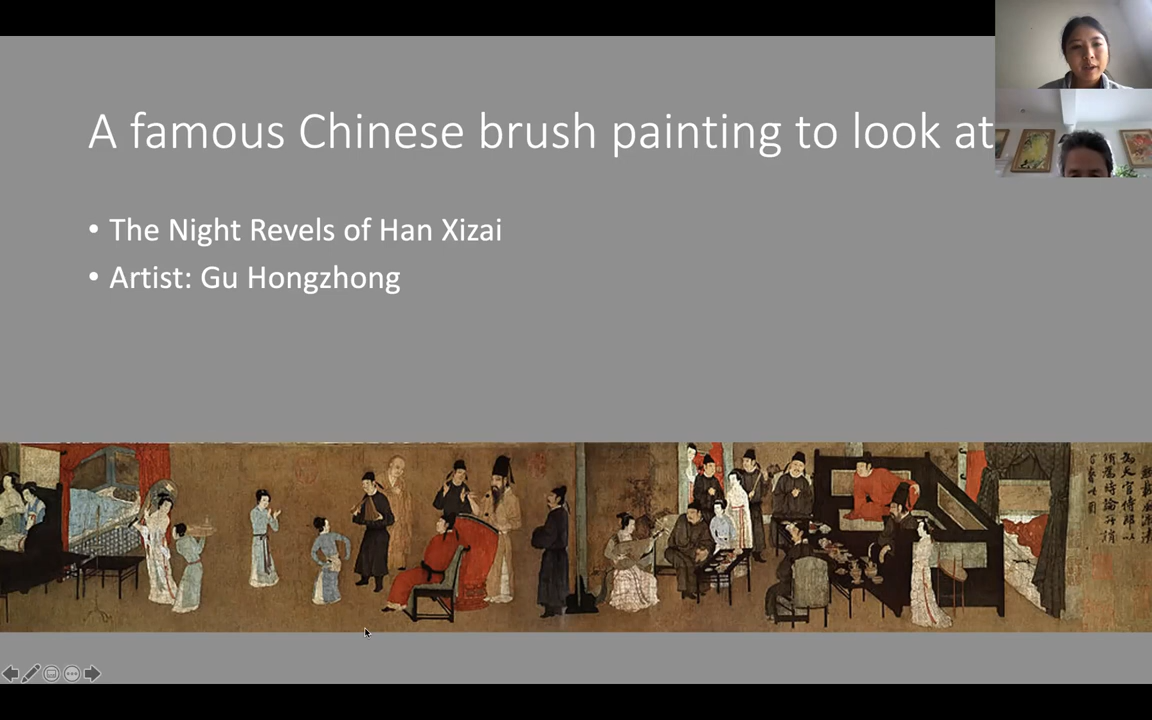 A famous Chinese brush painting to look at
• The Night Revels of Han Xizai
• Artist: Gu Hongzhong